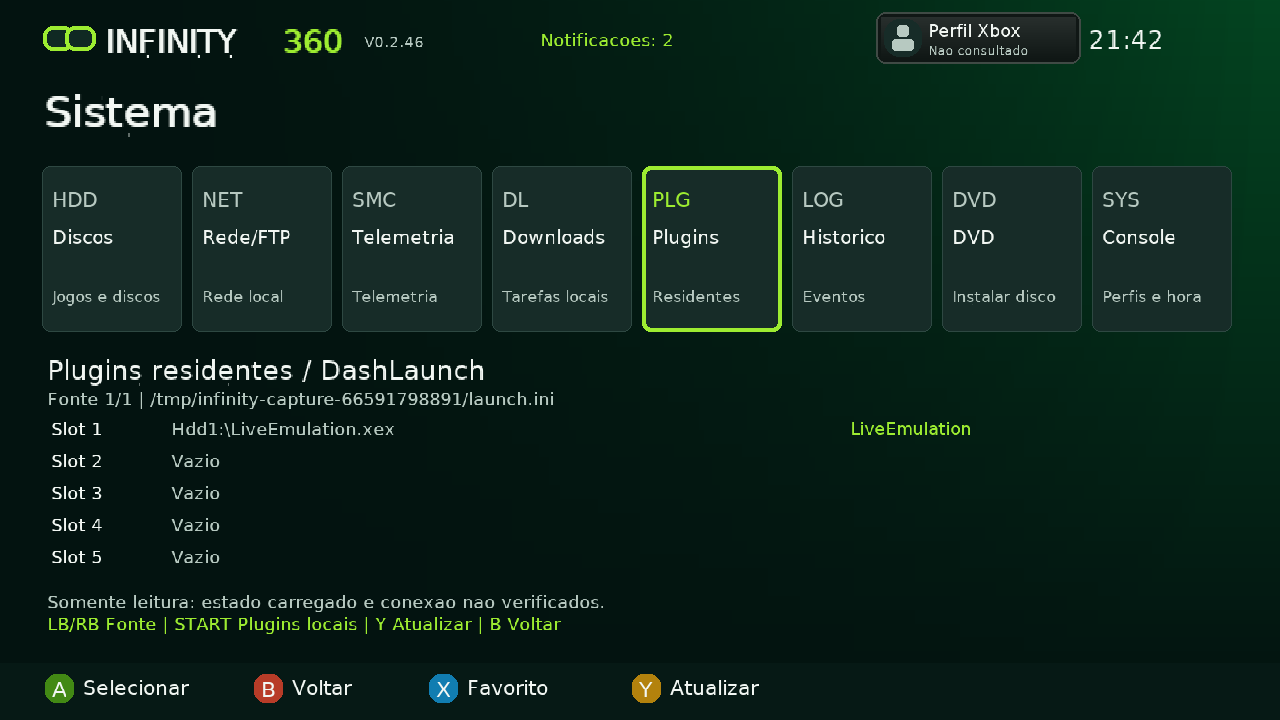 INFINITY 360 V0.2.46 Notificacoes: 2 Perfil Xbox 21:42
Nao consultado
Sistema
HDD NET SMC DL PLG LOG DVD SYS
Discos Rede/FTP Telemetria Downloads Plugins Historico DVD Console
Jogos e discos Rede local Telemetria Tarefas locais Residentes Eventos Instalar disco Perfis e hora
Plugins residentes / DashLaunch
Fonte 1/1 | /tmp/infinity-capture-66591798891/launch.ini
Slot 1 Hdd1:\LiveEmulation.xex LiveEmulation
Slot 2 Vazio
Slot 3 Vazio
Slot 4 Vazio
Slot 5 Vazio
Somente leitura: estado carregado e conexao nao verificados.
LB/RB Fonte | START Plugins locais | Y Atualizar | B Voltar
A Selecionar B Voltar X Favorito Y Atualizar